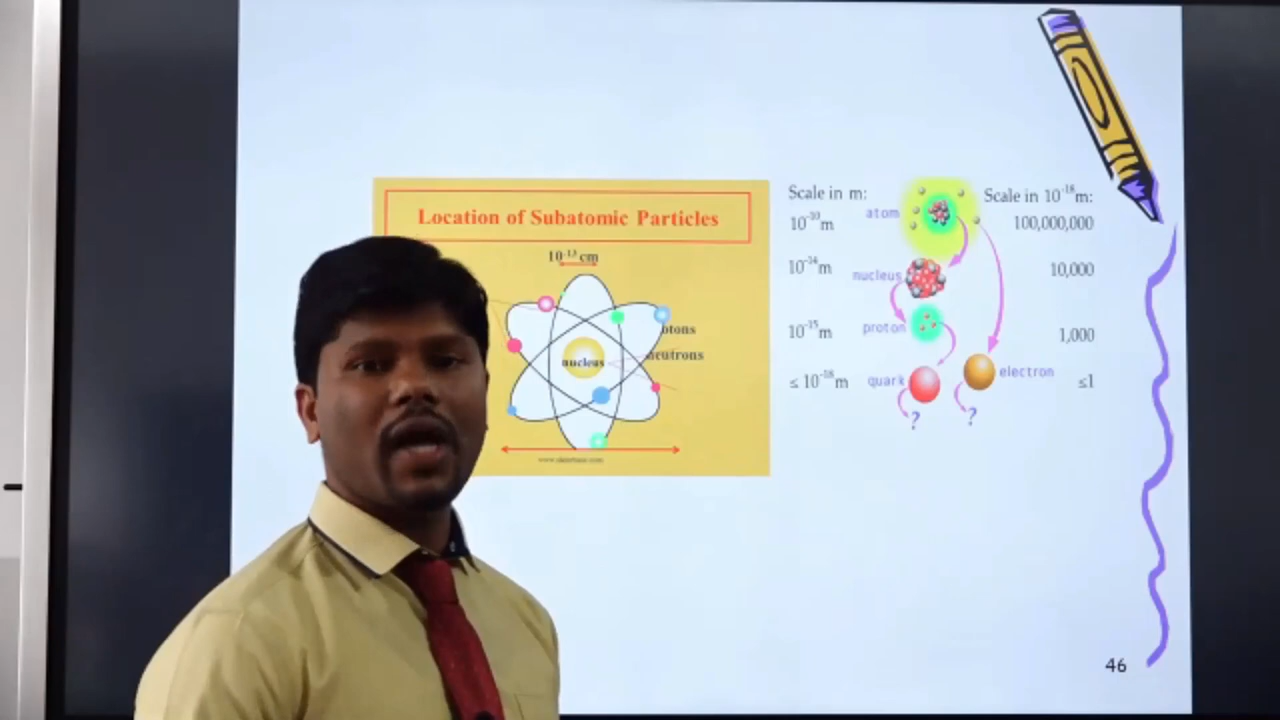 Location of Subatomic Particles
10⁻¹³ cm
otons
neutrons
nucleus
Scale in m:
Scale in 10⁻¹⁸m:
10⁻¹⁰m
atom
100,000,000
10⁻¹⁴m
nucleus
10,000
10⁻¹⁵m
proton
1,000
≤ 10⁻¹⁸m
quark
electron
≤1
?
?
46